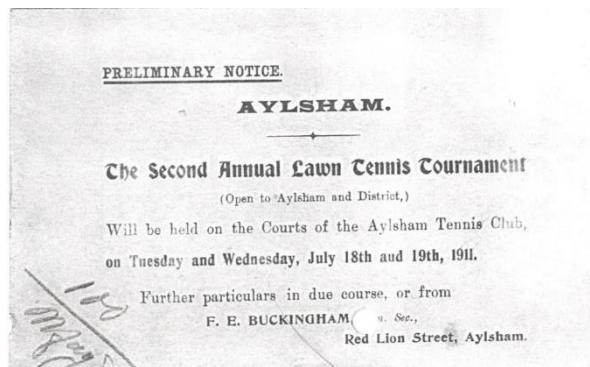 PRELIMINARY NOTICE.
AYLSHAM.
The Second Annual Lawn Tennis Tournament
(Open to Aylsham and District,)
Will be held on the Courts of the Aylsham Tennis Club,
on Tuesday and Wednesday, July 18th aud 19th, 1911.
Further particulars in due course, or from
F. E. BUCKINGHAM Sec.,
Red Lion Street, Aylsham.